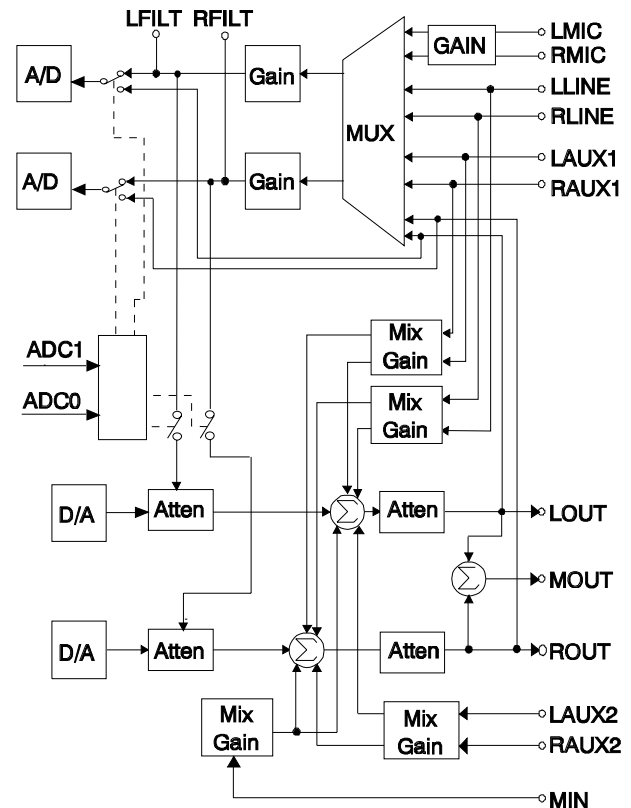 LFILT RFILT
LMIC
GAIN
RMIC
A/D
Gain
LLINE
RLINE
MUX
LAUX1
A/D
Gain
RAUX1
Mix
Gain
ADC1
ADC0
Mix
Gain
D/A
Atten
Σ
Atten
LOUT
Σ
MOUT
D/A
Atten
Σ
Atten
ROUT
Mix
Gain
Mix
Gain
LAUX2
RAUX2
MIN